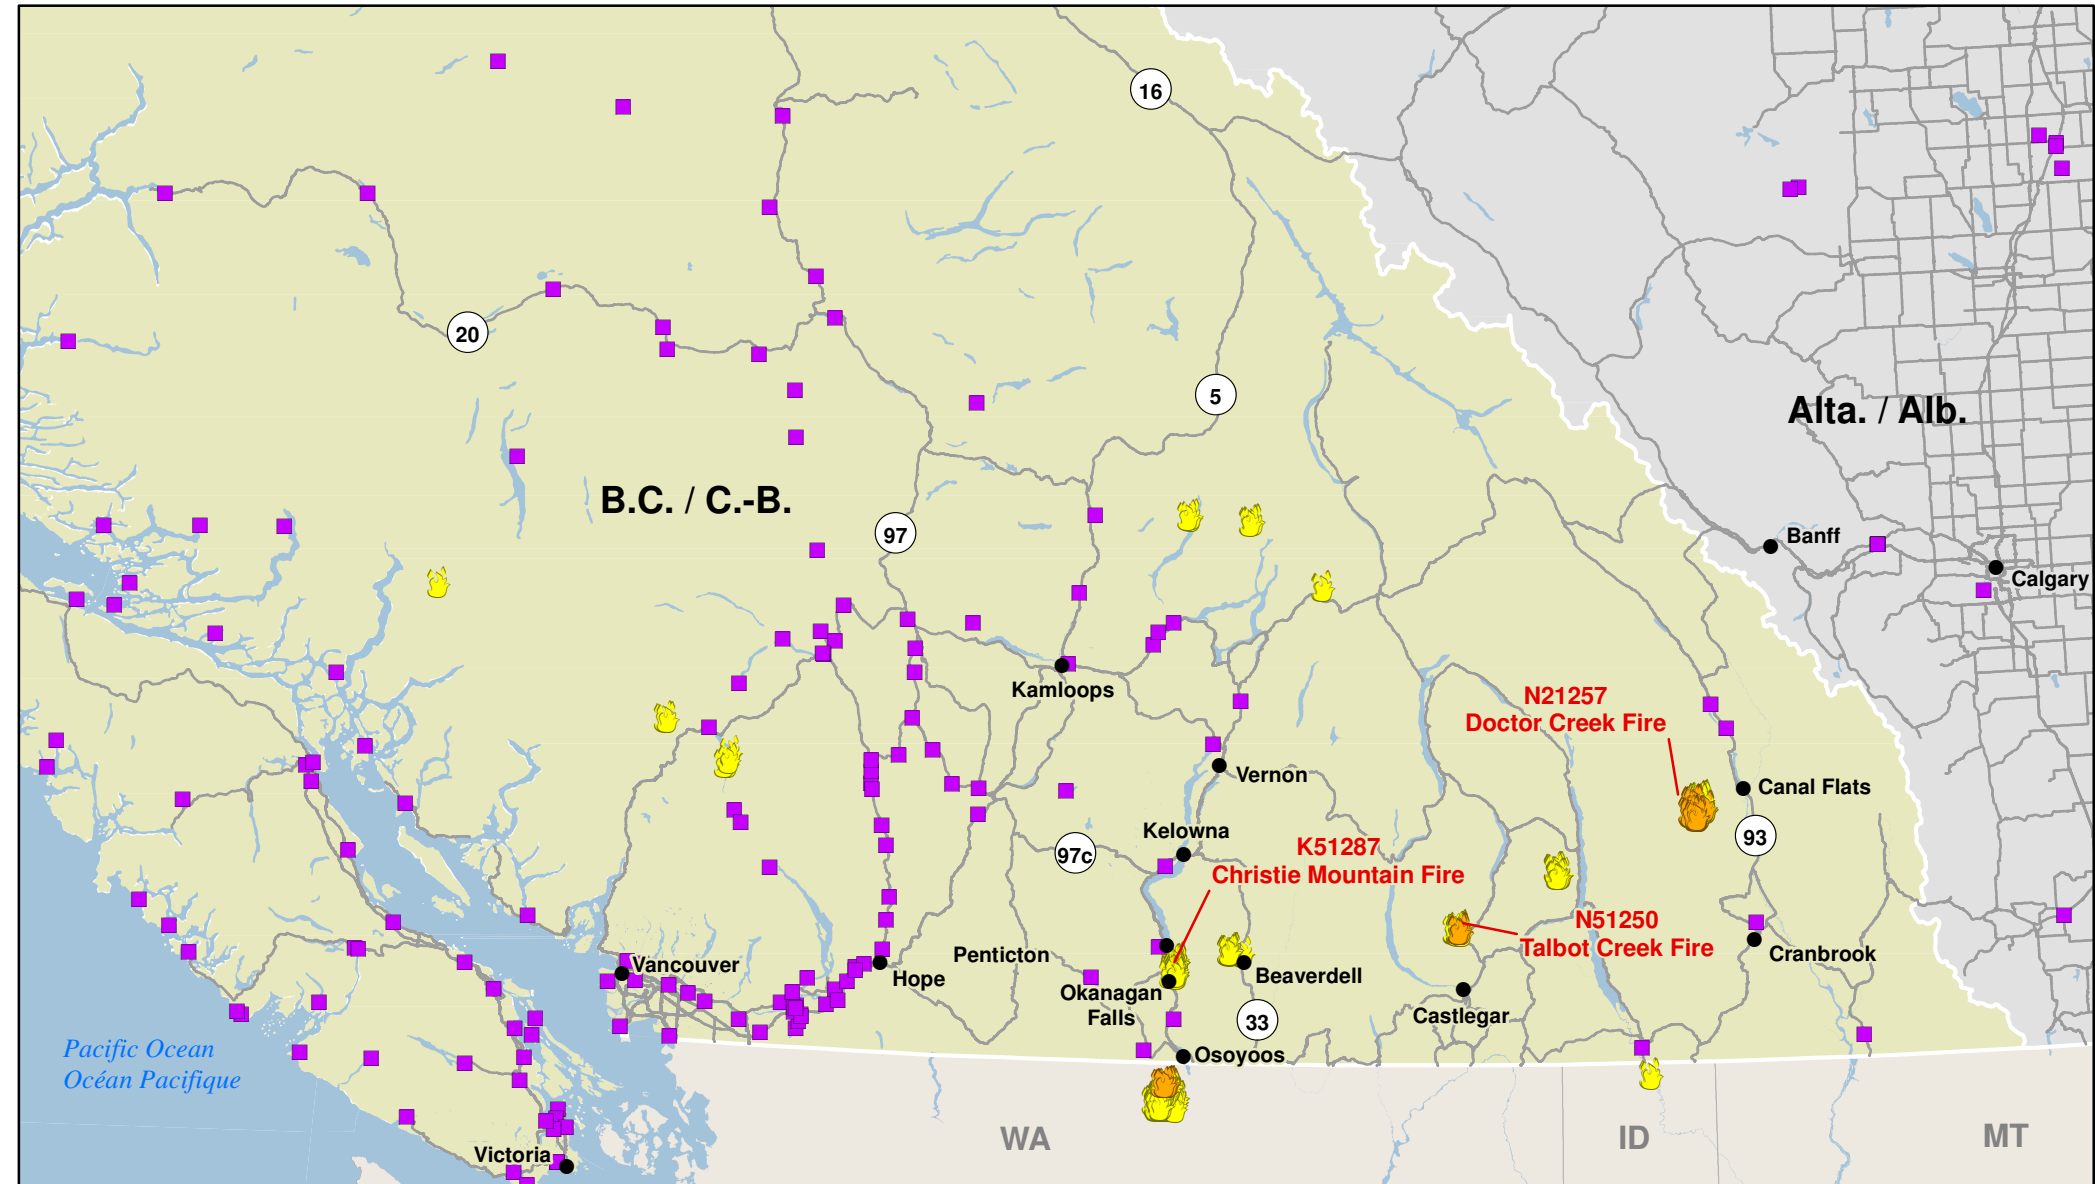 16
20
5
Alta. / Alb.
B.C. / C.-B.
97
Banff
Calgary
Kamloops
N21257
Doctor Creek Fire
Vernon
Canal Flats
Kelowna
93
97c
K51287
Christie Mountain Fire
N51250
Talbot Creek Fire
Cranbrook
Penticton
Vancouver
Hope
Beaverdell
Okanagan
Falls
33
Castlegar
Osoyoos
Pacific Ocean
Océan Pacifique
WA
ID
MT
Victoria